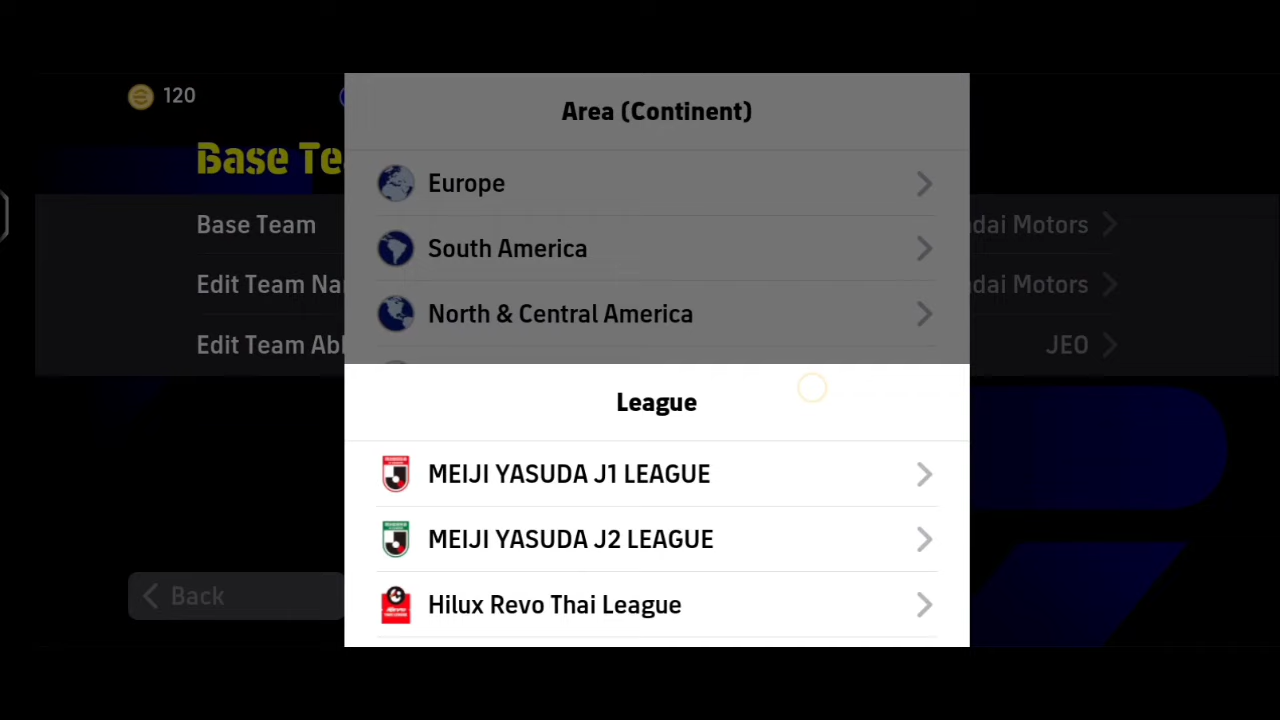 120
Area (Continent)
Base Te
Europe
Base Team
dai Motors
South America
Edit Team Na
dai Motors
North & Central America
Edit Team Ab
JEO
League
MEIJI YASUDA J1 LEAGUE
MEIJI YASUDA J2 LEAGUE
Back
Hilux Revo Thai League